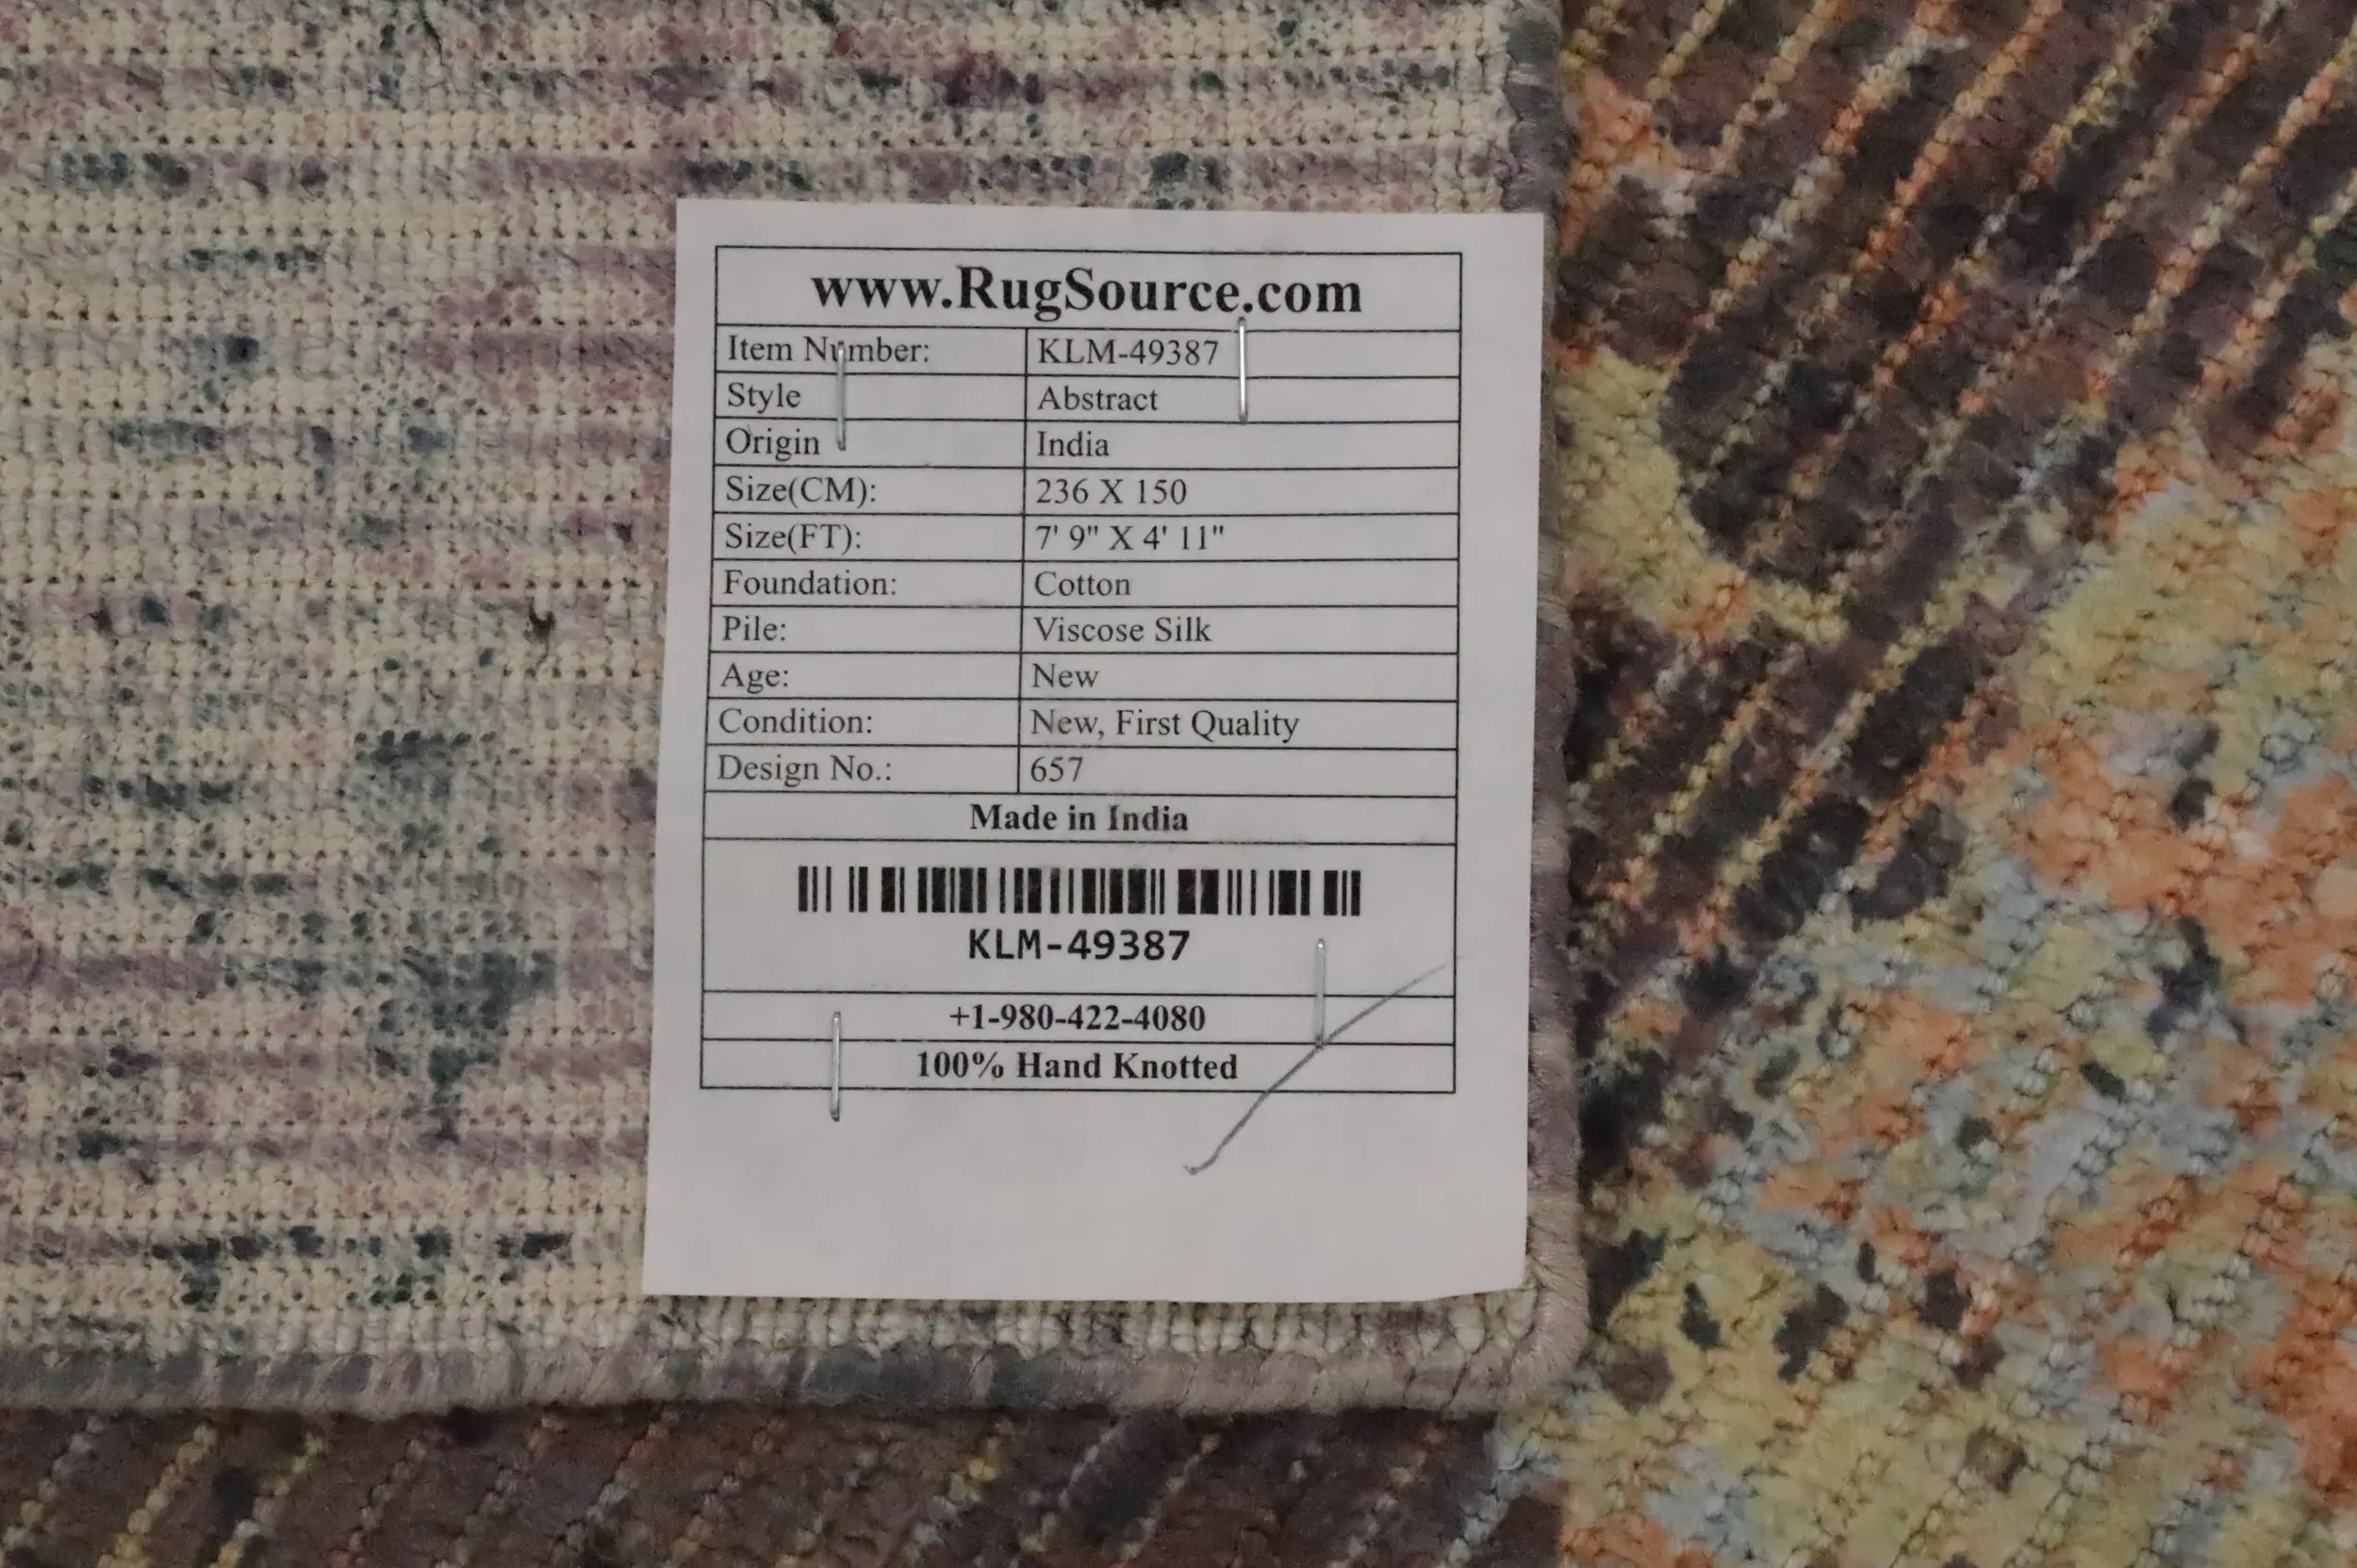 www.RugSource.com
Item Number: KLM-49387
Style Abstract
Origin India
Size(CM): 236 X 150
Size(FT): 7' 9" X 4' 11"
Foundation: Cotton
Pile: Viscose Silk
Age: New
Condition: New, First Quality
Design No.: 657
Made in India
KLM-49387
+1-980-422-4080
100% Hand Knotted